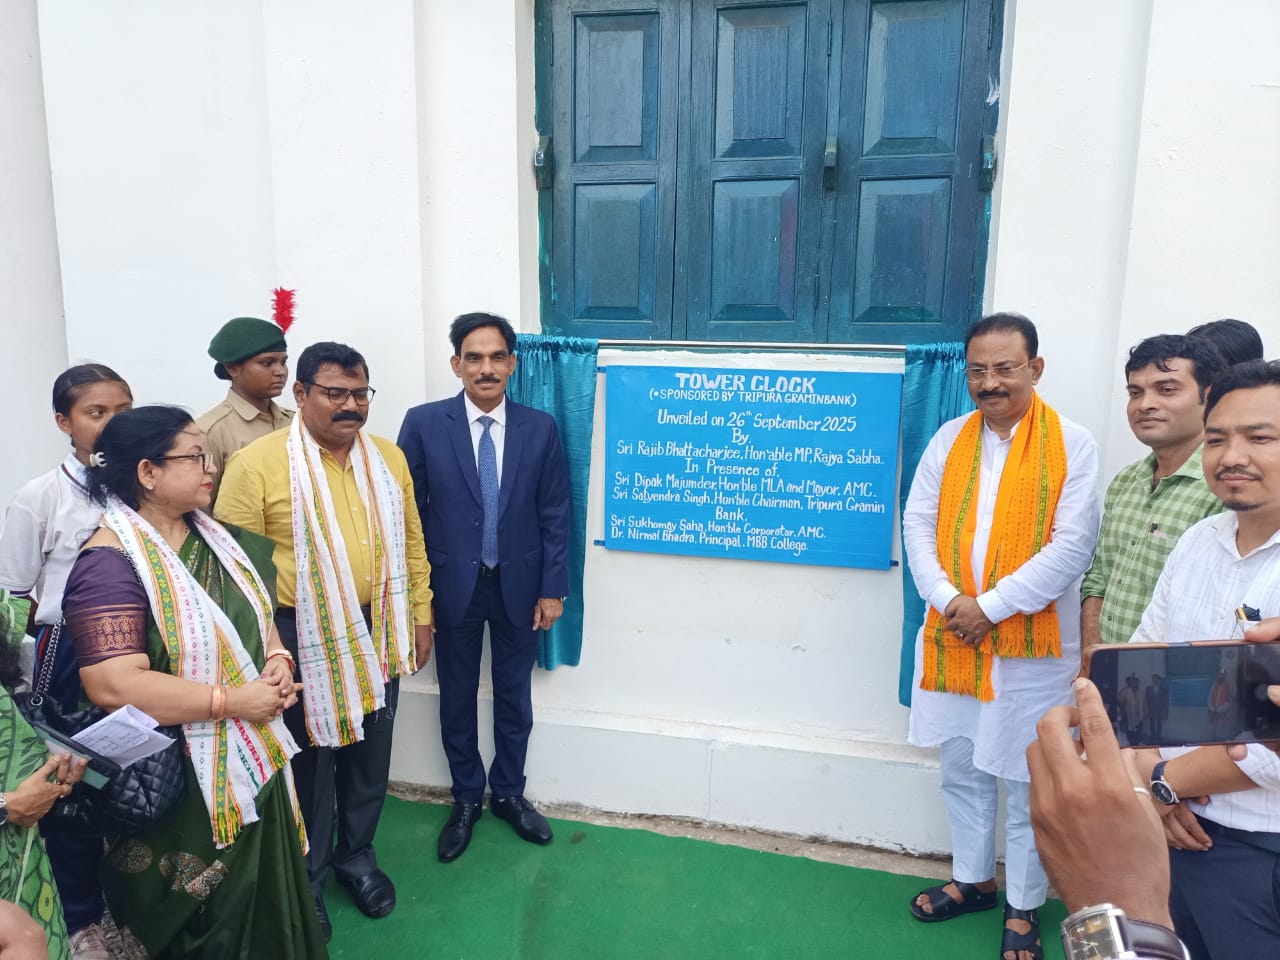 TOWER CLOCK
(•SPONSORED BY TRIPURA GRAMINBANK)
Unveiled on 26th September 2025
By.
Sri Rajib Bhattacharjee, Hon'able MP, Rajya Sabha.
In Presence of,
Sri Dipak Majumder, Hon'ble MLA and Mayor, AMC.
Sri Satyendra Singh, Hon'ble Chairman, Tripura Gramin
Bank.
Sri Sukhomay Saha, Hon'ble Corporator, AMC.
Dr. Nirmal Bhadra, Principal, MBB College.